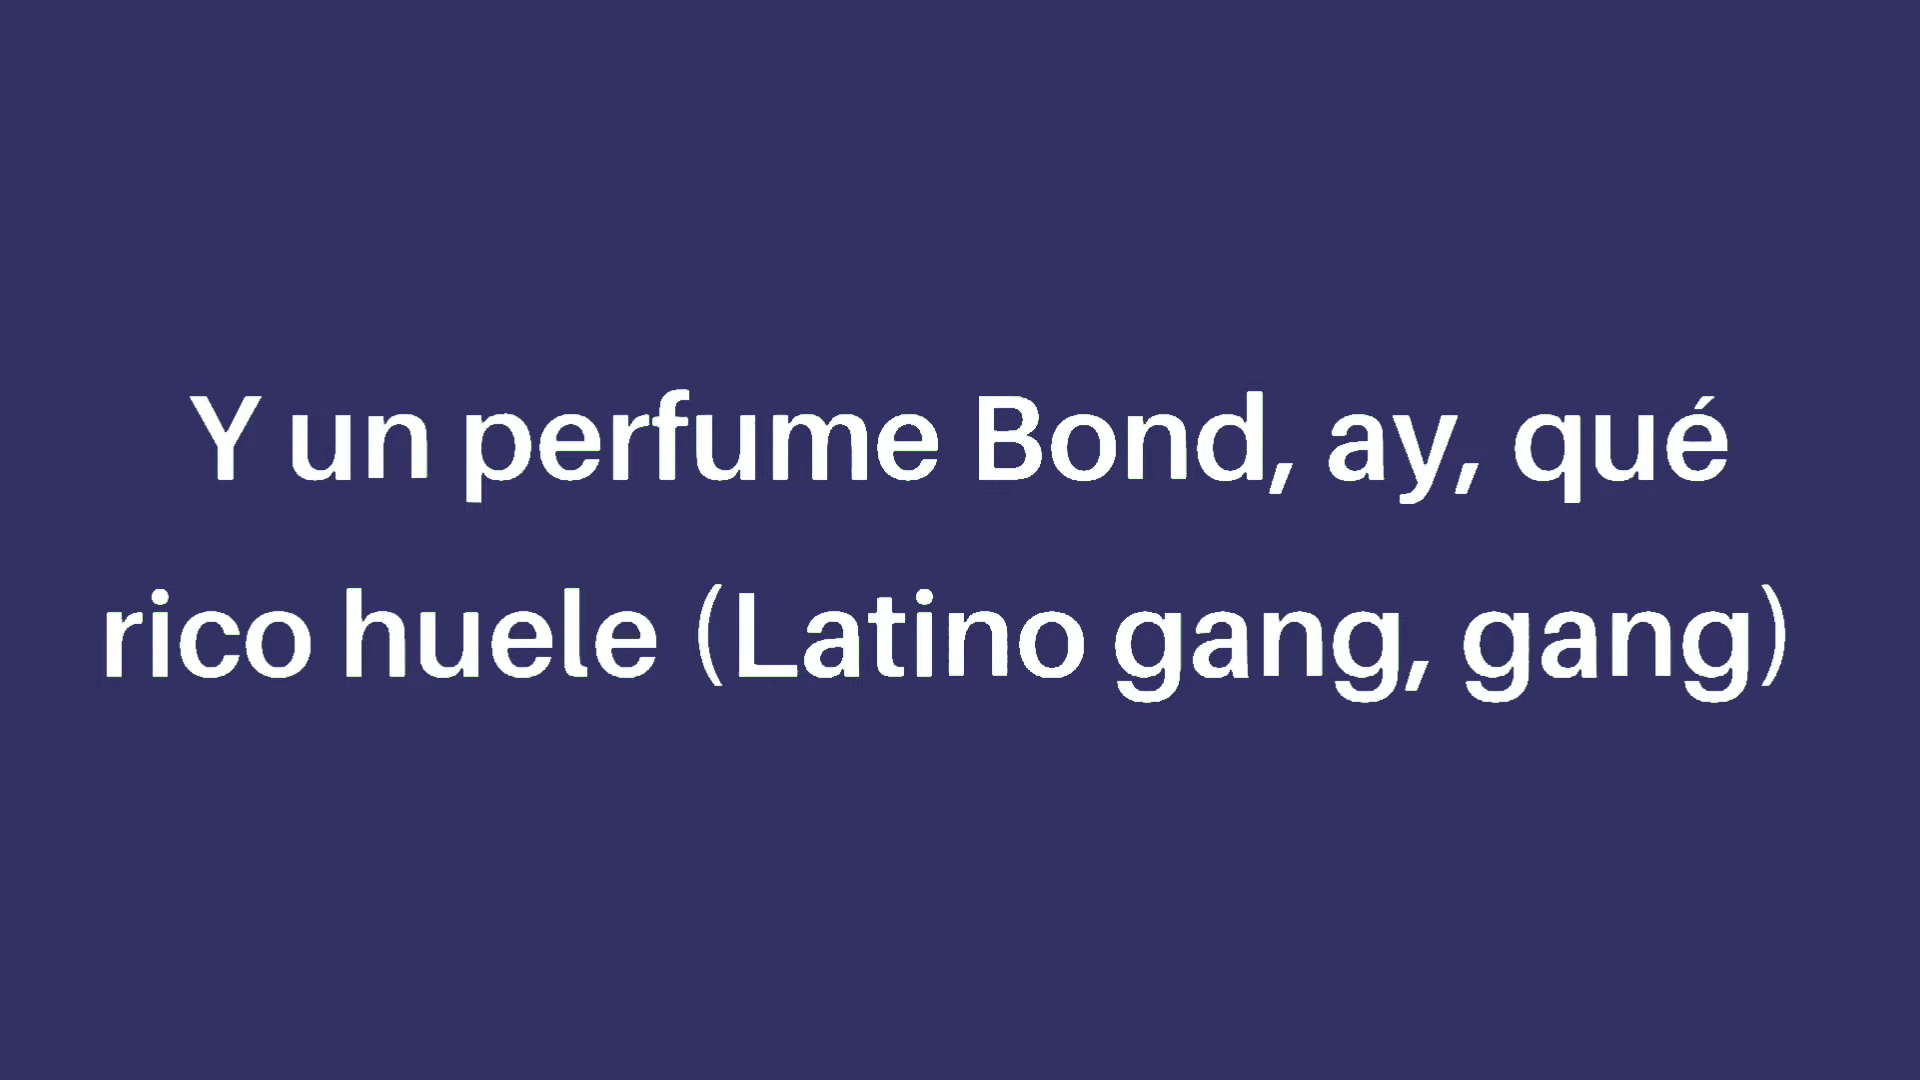 Y un perfume Bond, ay, qué
rico huele (Latino gang, gang)